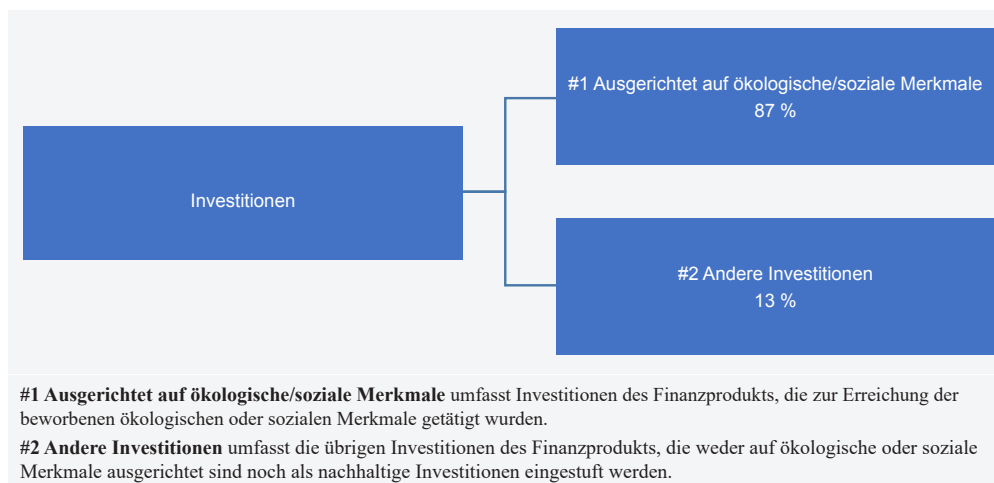 #1 Ausgerichtet auf ökologische/soziale Merkmale
87 %
Investitionen
#2 Andere Investitionen
13 %
#1 Ausgerichtet auf ökologische/soziale Merkmale umfasst Investitionen des Finanzprodukts, die zur Erreichung der
beworbenen ökologischen oder sozialen Merkmale getätigt wurden.
#2 Andere Investitionen umfasst die übrigen Investitionen des Finanzprodukts, die weder auf ökologische oder soziale
Merkmale ausgerichtet sind noch als nachhaltige Investitionen eingestuft werden.